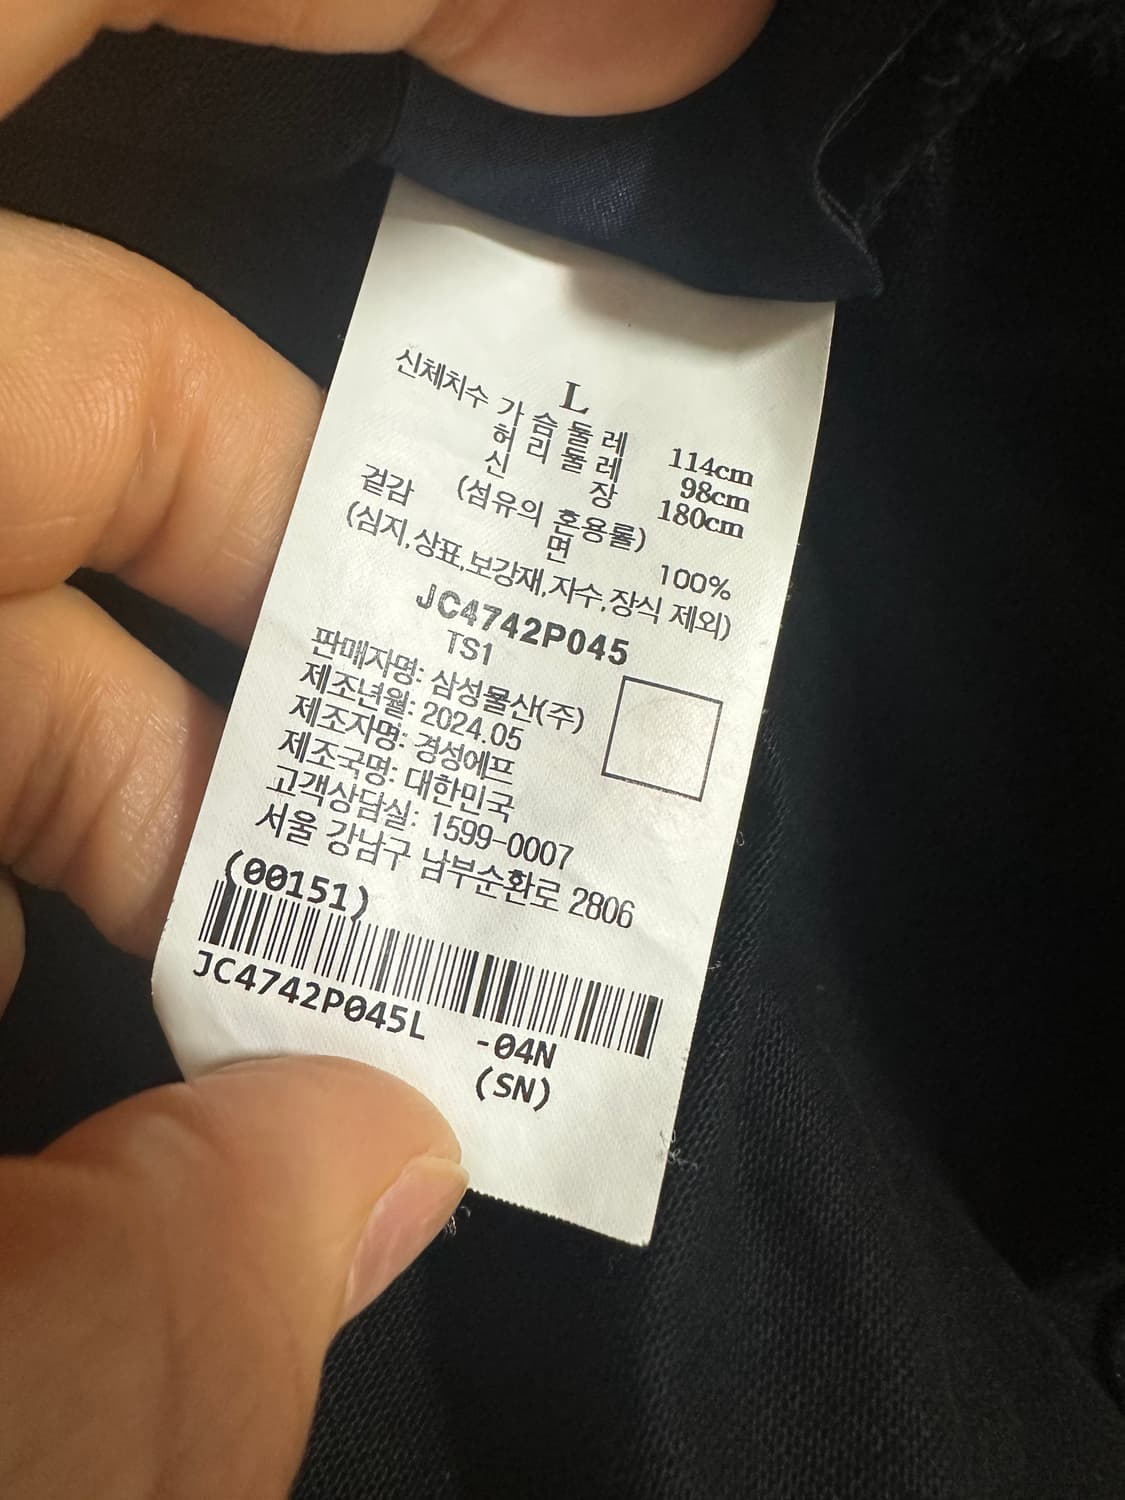 L
신체치수 가슴둘레 114cm
허리둘레 98cm
신장 180cm
(섬유의 혼용률)
겉감 면 100%
(심지,상표,보강재,자수,장식 제외)
JC4742P045
TS1
판매자명: 삼성물산(주)
제조년월: 2024.05
제조자명: 경성에프
제조국명: 대한민국
고객상담실: 1599-0007
서울 강남구 남부순환로 2806
(00151)
JC4742P045L -04N
(SN)